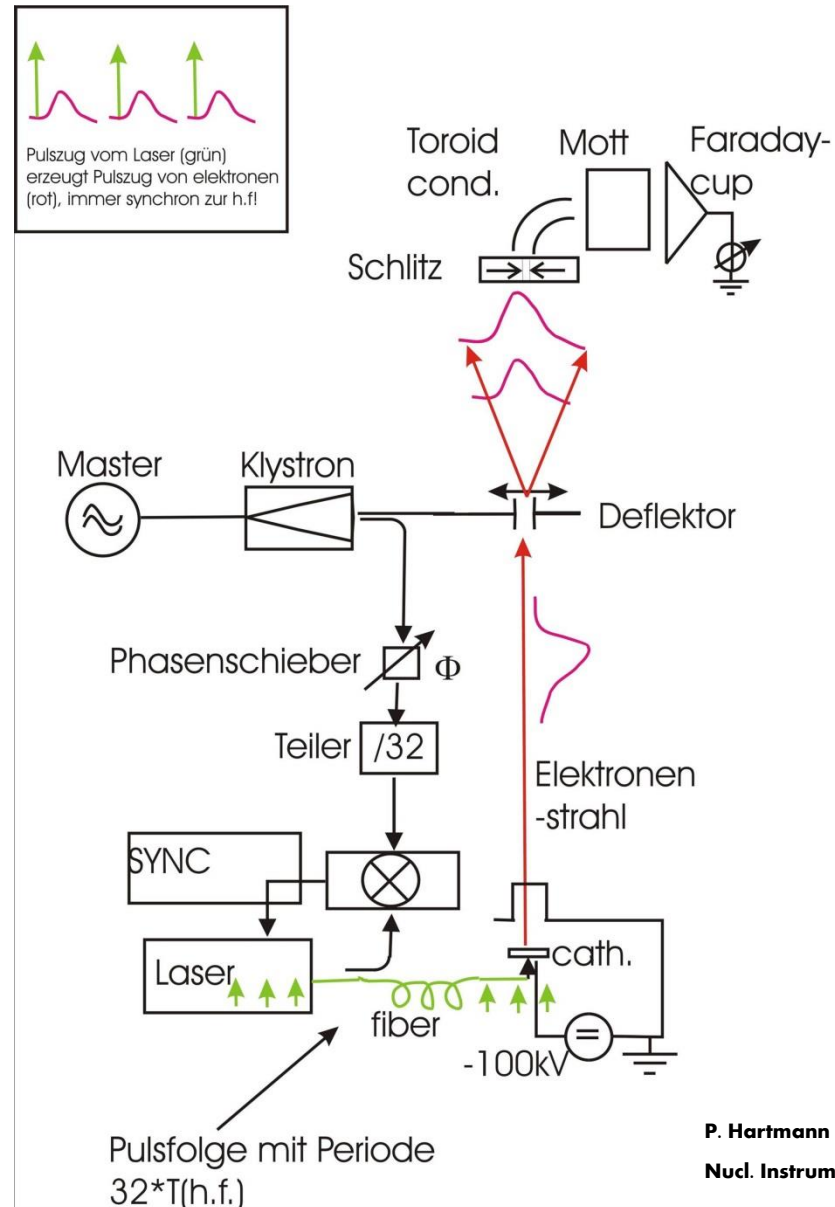 Pulszug vom Laser (grün)
erzeugt Pulszug von elektronen
(rot), immer synchron zur h.f!
Toroid
cond.
Mott
Faraday-
cup
Schlitz
Master
Klystron
Deflektor
Phasenschieber
Φ
Teiler
/32
Elektronen
-strahl
SYNC
Laser
cath.
fiber
-100kV
Pulsfolge mit Periode
32*T(h.f.)
P. Hartmann
Nucl. Instrum